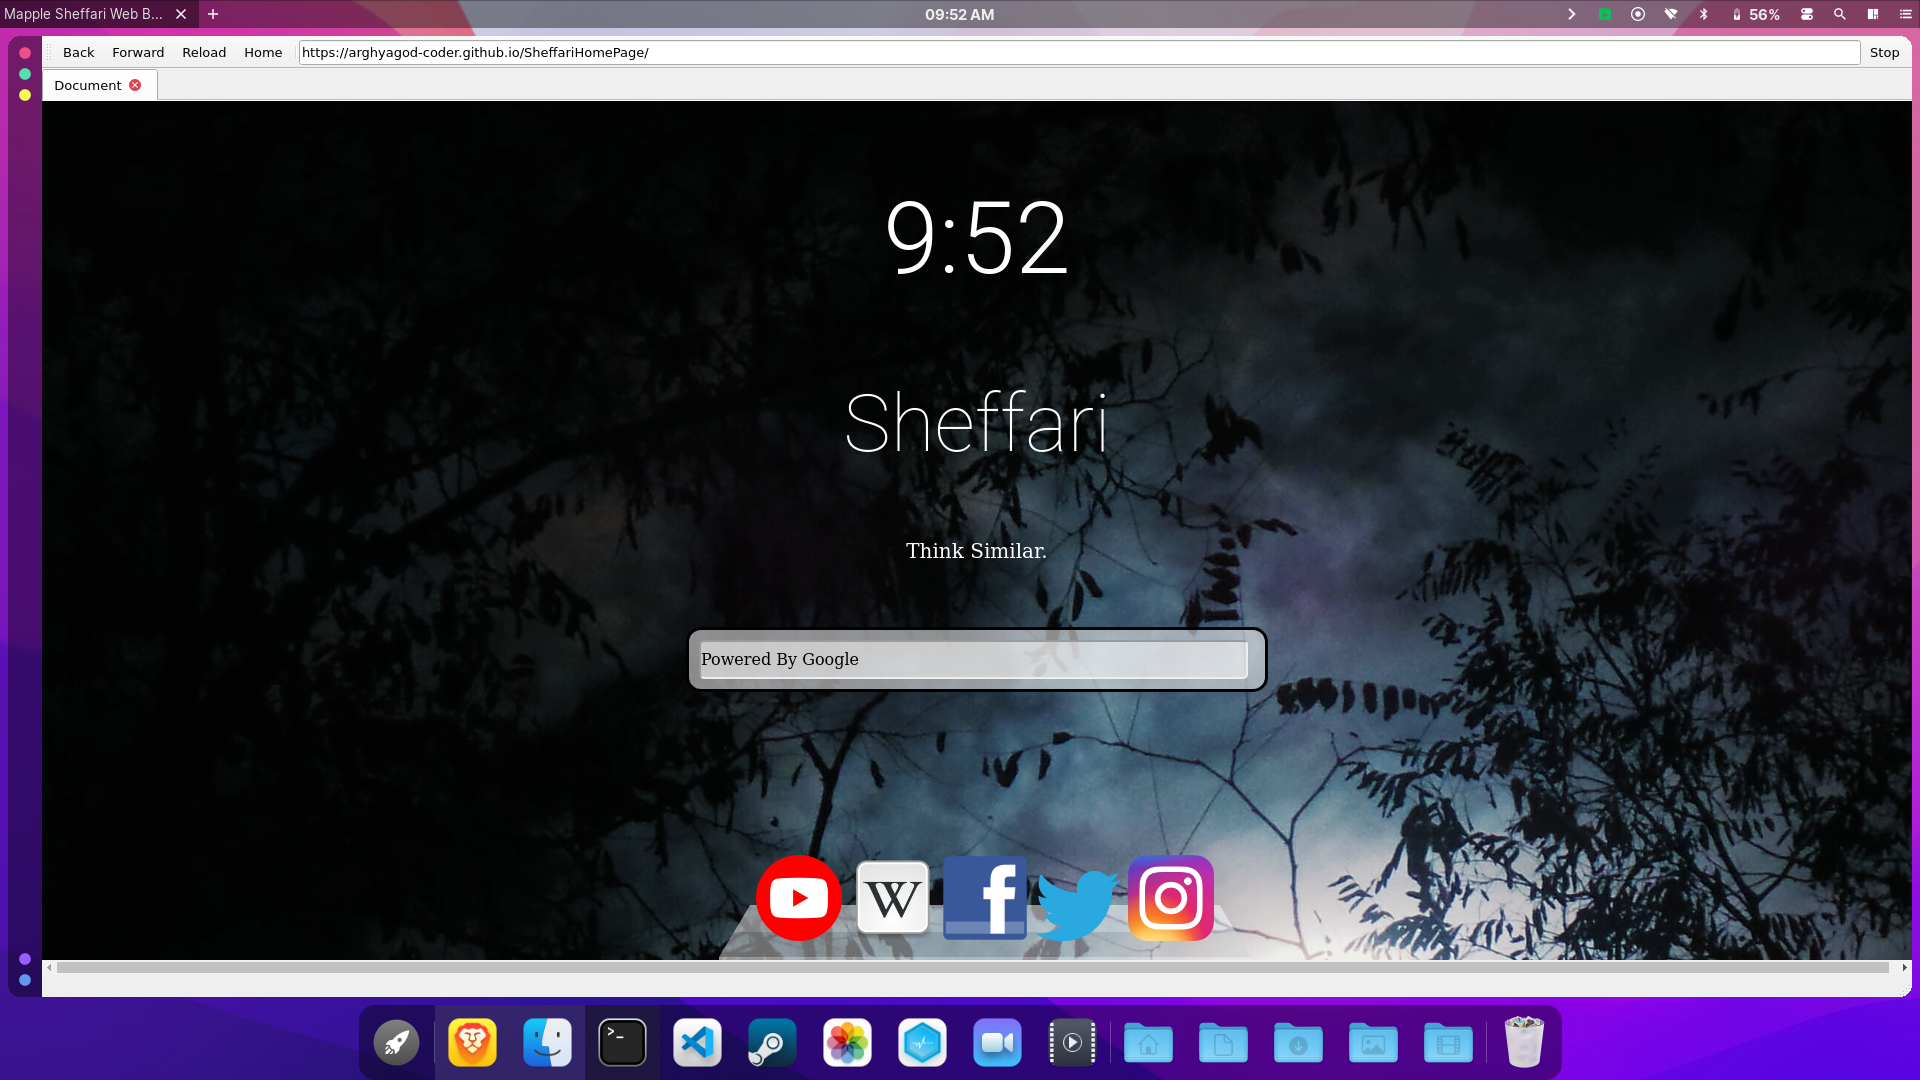 Mapple Sheffari Web B...
09:52 AM
56%
Back Forward Reload Home https://arghyagod-coder.github.io/SheffariHomePage/ Stop
Document
9:52
Sheffari
Think Similar.
Powered By Google
W f
>_